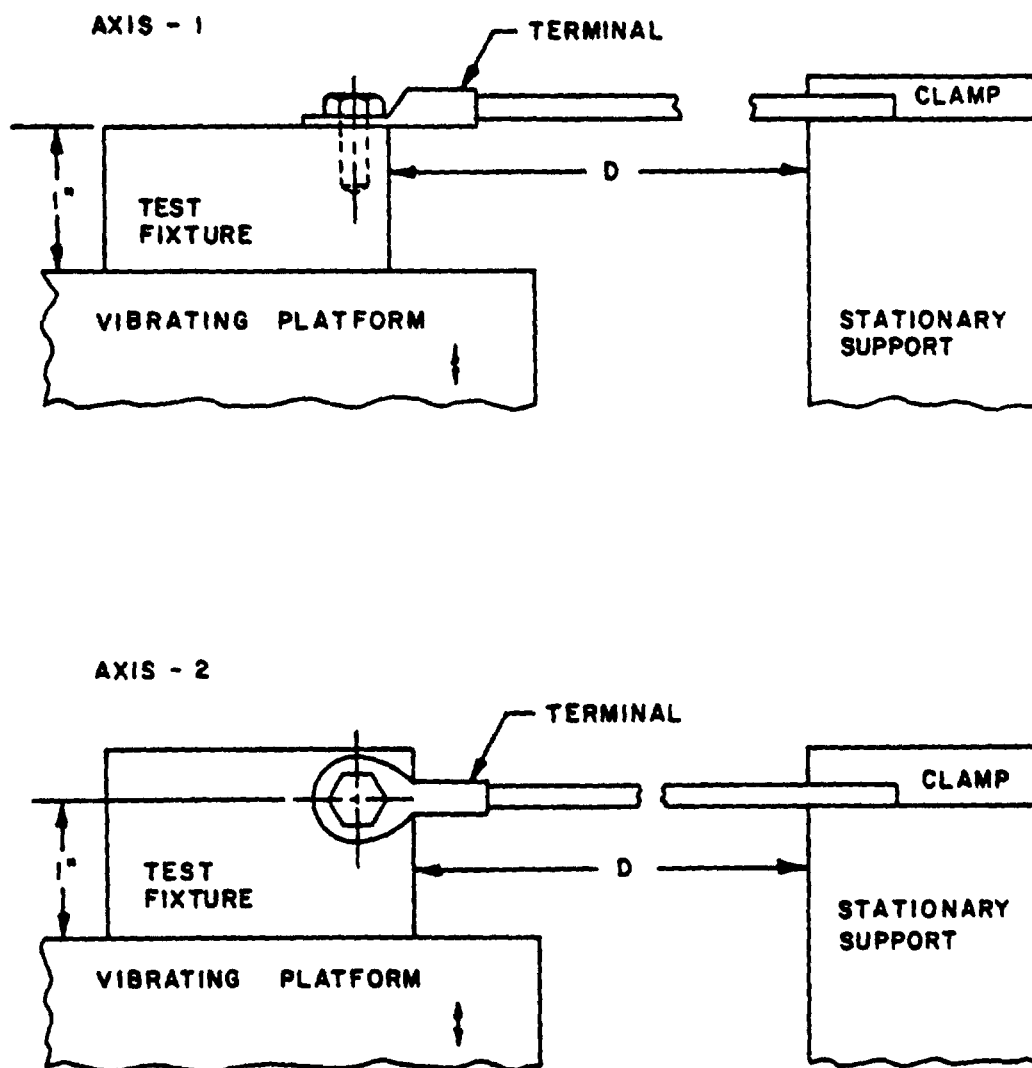 AXIS - 1
TERMINAL
CLAMP
1"
D
TEST
FIXTURE
VIBRATING PLATFORM
STATIONARY
SUPPORT
AXIS - 2
TERMINAL
CLAMP
1"
D
TEST
FIXTURE
STATIONARY
SUPPORT
VIBRATING PLATFORM